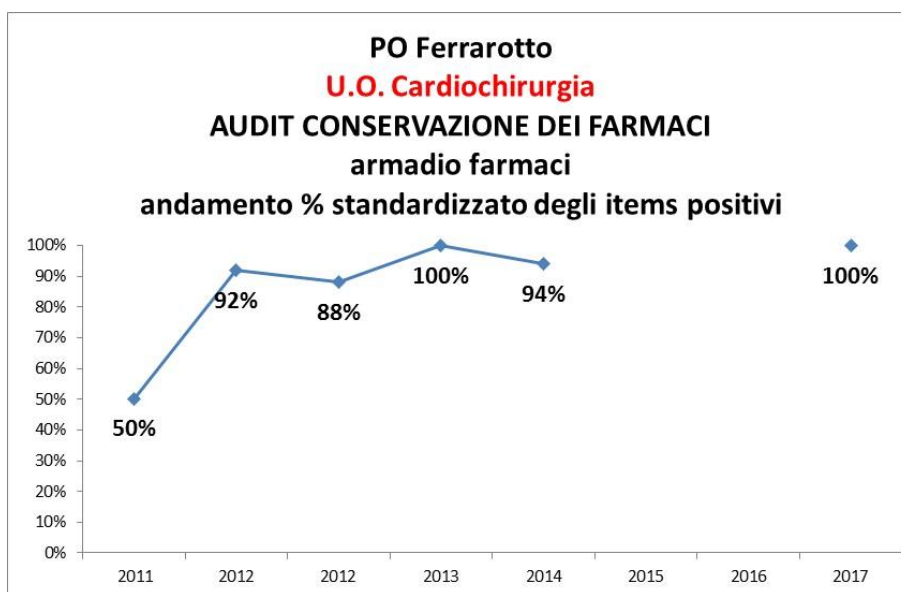 PO Ferrarotto
U.O. Cardiochirurgia
AUDIT CONSERVAZIONE DEI FARMACI
armadio farmaci
andamento % standardizzato degli items positivi
100%
90%
80%
70%
60%
50%
40%
30%
20%
10%
0%
50%
92%
88%
100%
94%
100%
2011 2012 2012 2013 2014 2015 2016 2017